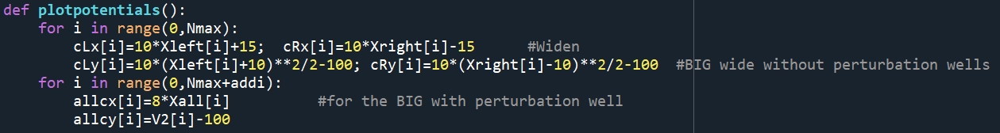 def plotpotentials():
    for i in range(0,Nmax):
        cLx[i]=10*Xleft[i]+15;  cRx[i]=10*Xright[i]-15      #Widen
        cLy[i]=10*(Xleft[i]+10)**2/2-100; cRy[i]=10*(Xright[i]-10)**2/2-100  #BIG wide without perturbation wells
    for i in range(0,Nmax+addi):
        allcx[i]=8*Xall[i]          #for the BIG with perturbation well
        allcy[i]=V2[i]-100